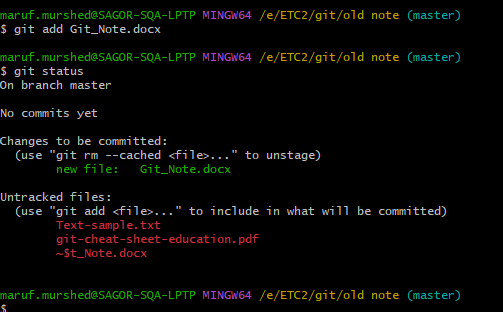 maruf.murshed@SAGOR-SQA-LPTP MINGW64 /e/ETC2/git/old note (master)
$ git add Git_Note.docx
maruf.murshed@SAGOR-SQA-LPTP MINGW64 /e/ETC2/git/old note (master)
$ git status
On branch master
No commits yet
Changes to be committed:
  (use "git rm --cached <file>..." to unstage)
        new file:   Git_Note.docx
Untracked files:
  (use "git add <file>..." to include in what will be committed)
        Text-sample.txt
        git-cheat-sheet-education.pdf
        ~$t_Note.docx
maruf.murshed@SAGOR-SQA-LPTP MINGW64 /e/ETC2/git/old note (master)
$